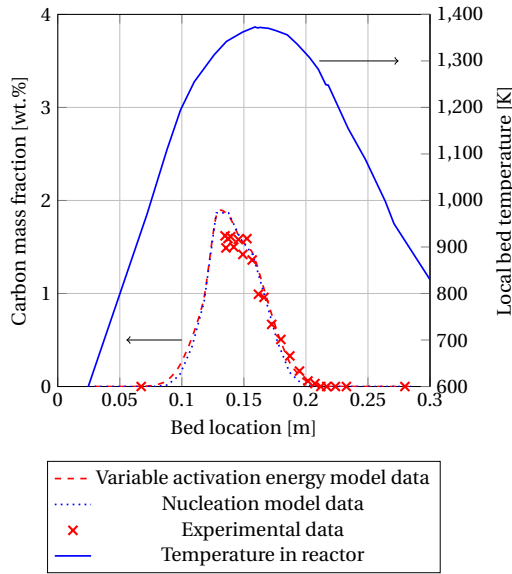 Carbon mass fraction [wt.%]
4
3
2
1
0
1,400
1,300
1,200
1,100
1,000
900
800
700
600
Local bed temperature [K]
0 0.05 0.1 0.15 0.2 0.25 0.3
Bed location [m]
Variable activation energy model data
Nucleation model data
Experimental data
Temperature in reactor